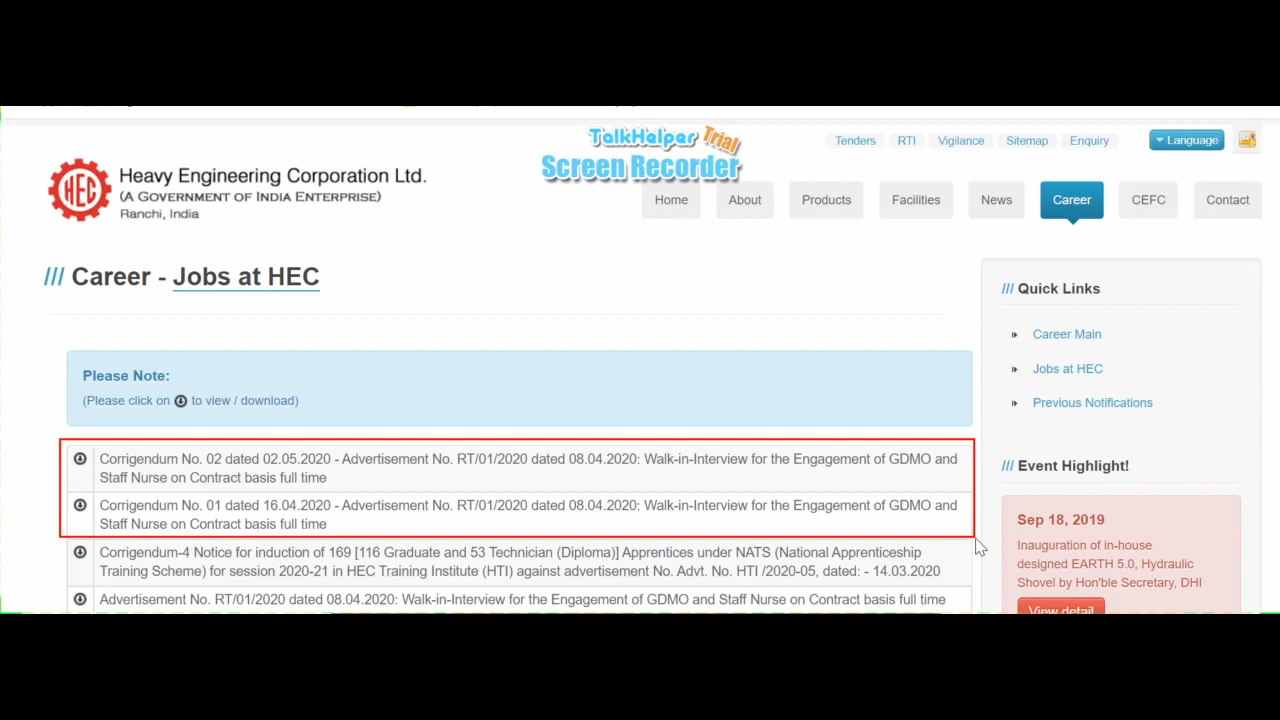 TalkHelper Trial
Screen Recorder
Tenders RTI Vigilance Sitemap Enquiry Language
HEC
Heavy Engineering Corporation Ltd.
(A GOVERNMENT OF INDIA ENTERPRISE)
Ranchi, India
Home About Products Facilities News Career CEFC Contact
/// Career - Jobs at HEC
Please Note:
(Please click on to view / download)
Corrigendum No. 02 dated 02.05.2020 - Advertisement No. RT/01/2020 dated 08.04.2020: Walk-in-Interview for the Engagement of GDMO and
Staff Nurse on Contract basis full time
Corrigendum No. 01 dated 16.04.2020 - Advertisement No. RT/01/2020 dated 08.04.2020: Walk-in-Interview for the Engagement of GDMO and
Staff Nurse on Contract basis full time
Corrigendum-4 Notice for induction of 169 [116 Graduate and 53 Technician (Diploma)] Apprentices under NATS (National Apprenticeship
Training Scheme) for session 2020-21 in HEC Training Institute (HTI) against advertisement No. Advt. No. HTI /2020-05, dated: - 14.03.2020
Advertisement No. RT/01/2020 dated 08.04.2020: Walk-in-Interview for the Engagement of GDMO and Staff Nurse on Contract basis full time
/// Quick Links
Career Main
Jobs at HEC
Previous Notifications
/// Event Highlight!
Sep 18, 2019
Inauguration of in-house
designed EARTH 5.0, Hydraulic
Shovel by Hon'ble Secretary, DHI
View detail